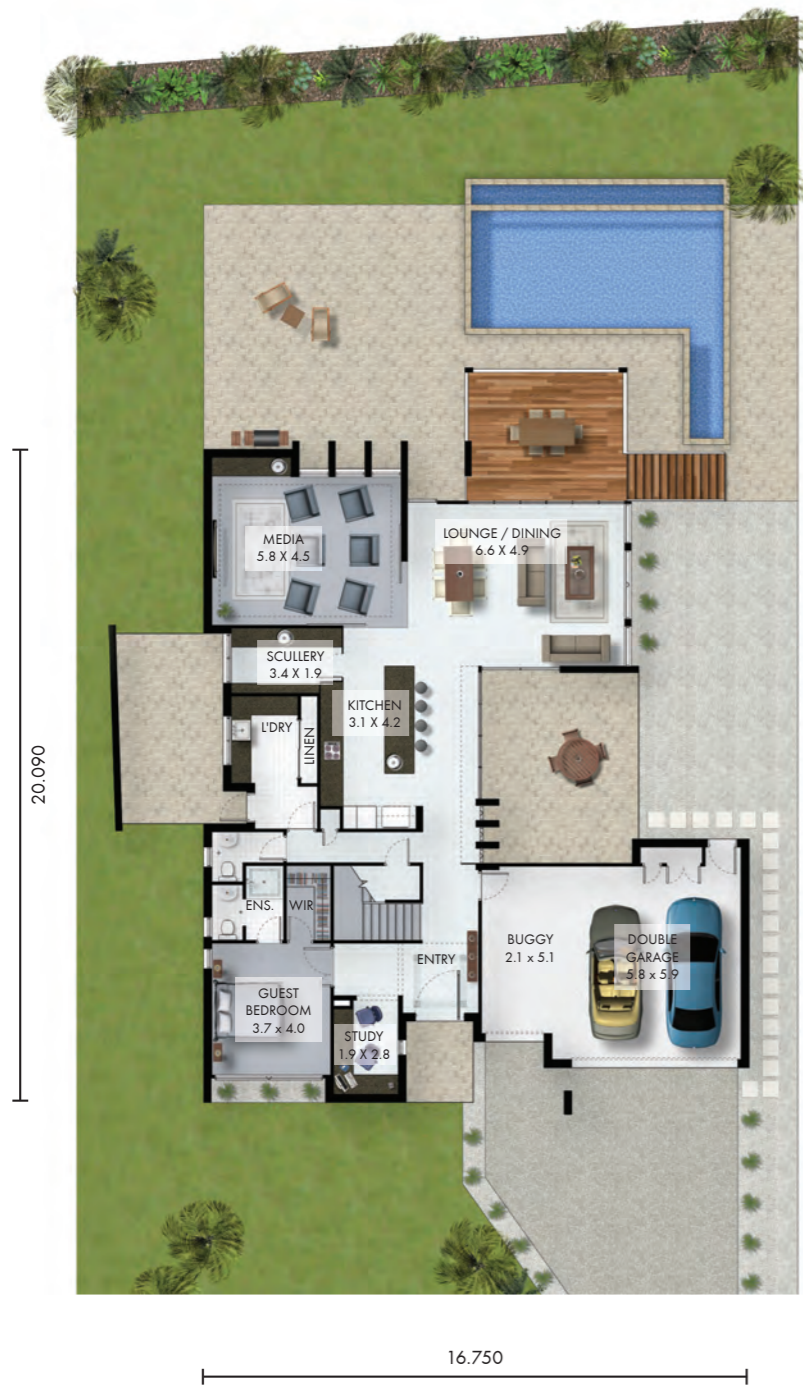 MEDIA
5.8 X 4.5
LOUNGE / DINING
6.6 X 4.9
SCULLERY
3.4 X 1.9
KITCHEN
3.1 X 4.2
L'DRY
LINEN
20.090
ENS.
WIR
ENTRY
BUGGY
2.1 x 5.1
DOUBLE
GARAGE
5.8 x 5.9
GUEST
BEDROOM
3.7 x 4.0
STUDY
1.9 X 2.8
16.750